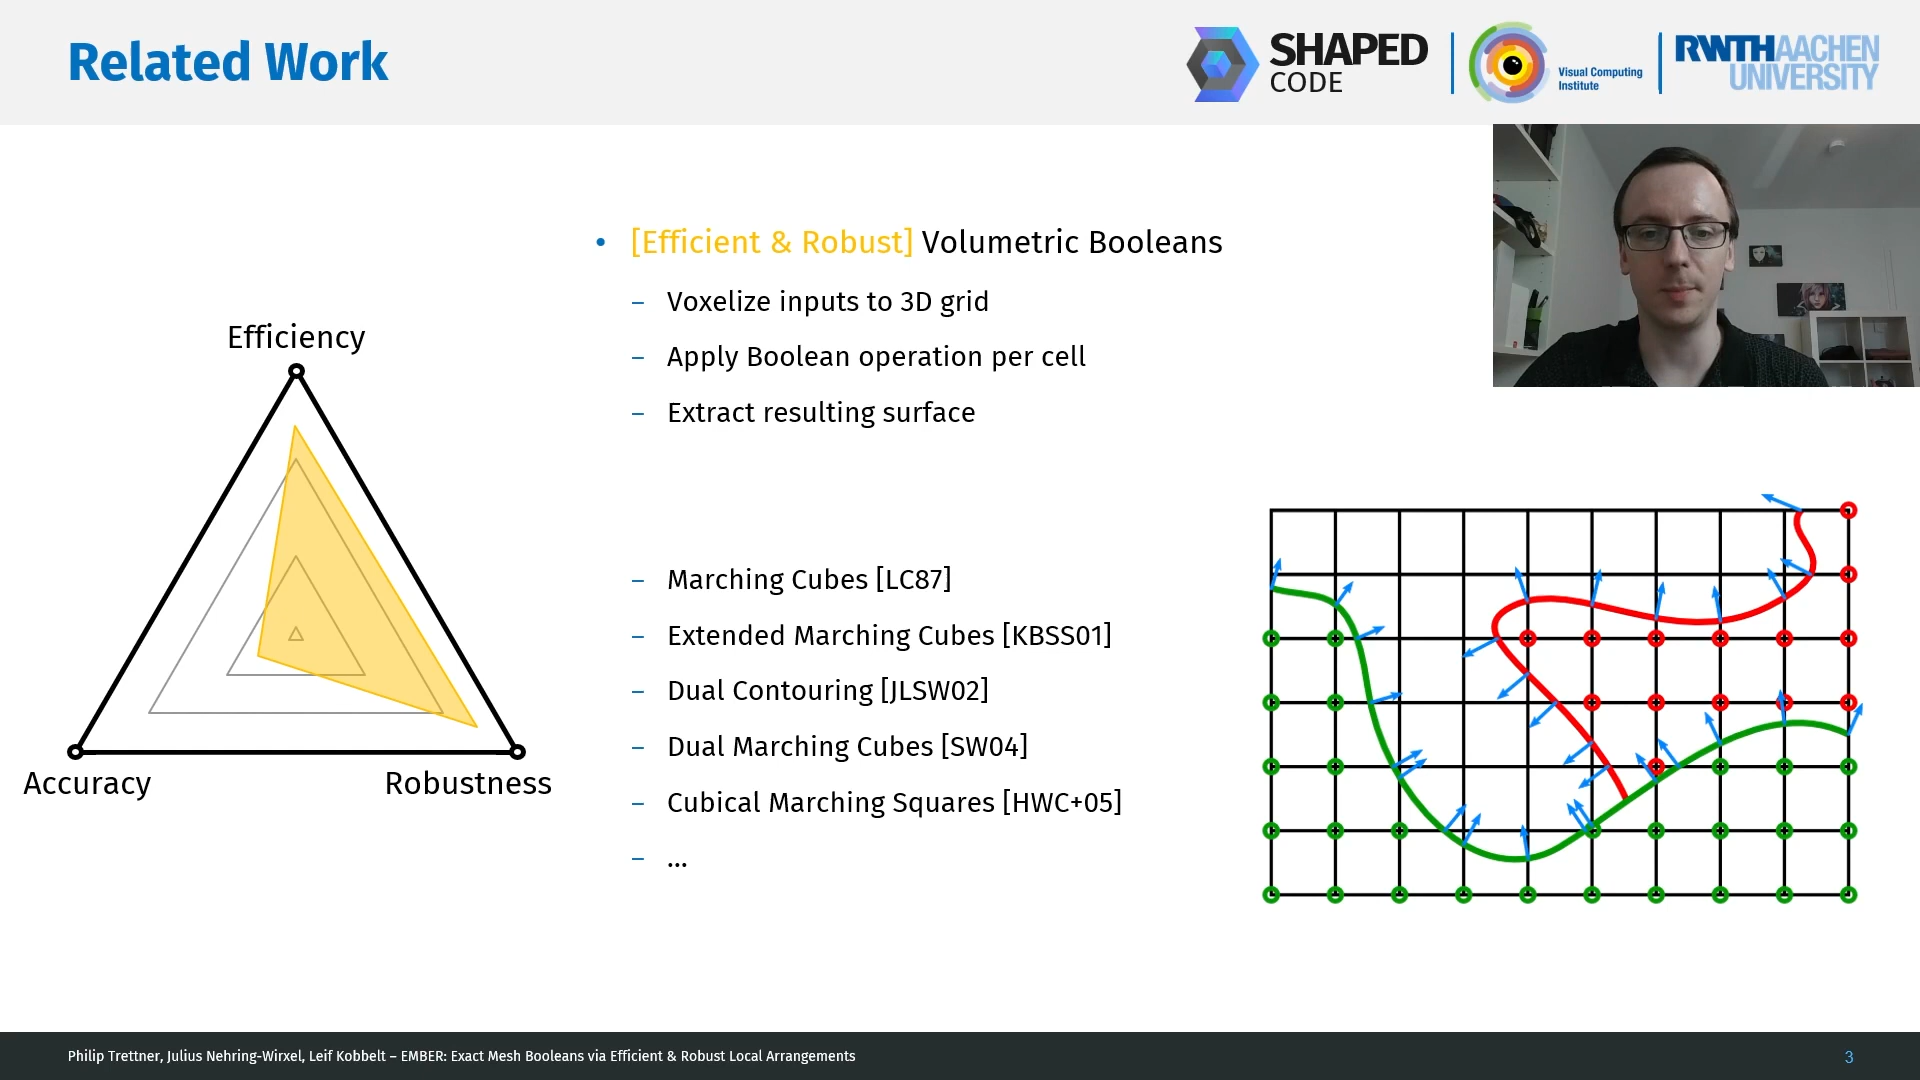 Related Work
SHAPED
CODE
Visual Computing
Institute
RWTHAACHEN
UNIVERSITY
• [Efficient & Robust] Volumetric Booleans
– Voxelize inputs to 3D grid
– Apply Boolean operation per cell
– Extract resulting surface
Efficiency
Accuracy
Robustness
– Marching Cubes [LC87]
– Extended Marching Cubes [KBSS01]
– Dual Contouring [JLSW02]
– Dual Marching Cubes [SW04]
– Cubical Marching Squares [HWC+05]
– ...
Philip Trettner, Julius Nehring-Wirxel, Leif Kobbelt – EMBER: Exact Mesh Booleans via Efficient & Robust Local Arrangements
3